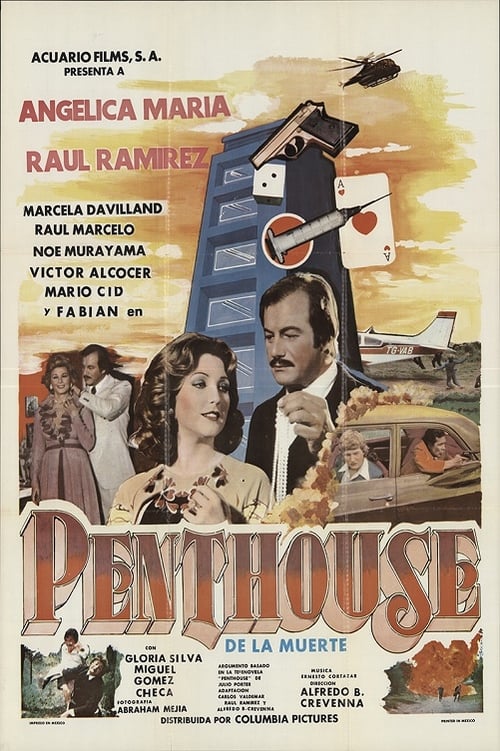 ACUARIO FILMS, S.A.
PRESENTA A
ANGELICA MARIA
RAUL RAMIREZ
MARCELA DAVILLAND
RAUL MARCELO
NOE MURAYAMA
VICTOR ALCOCER
MARIO CID
Y FABIAN en
A
A
TG-VAB
PENTHOUSE
DE LA MUERTE
CON
GLORIA SILVA
MIGUEL
GOMEZ
CHECA
FOTOGRAFIA
ABRAHAM MEJIA
ARGUMENTO BASADO
EN LA TELENOVELA
"PENTHOUSE" DE
JULIO PORTER
ADAPTACION
CARLOS VALDEMAR
RAUL RAMIREZ Y
ALFREDO B. CREVENNA
MUSICA
ERNESTO CORTAZAR
DIRECCION
ALFREDO B.
CREVENNA
IMPRESO EN MEXICO
DISTRIBUIDA POR COLUMBIA PICTURES
PRINTED IN MEXICO